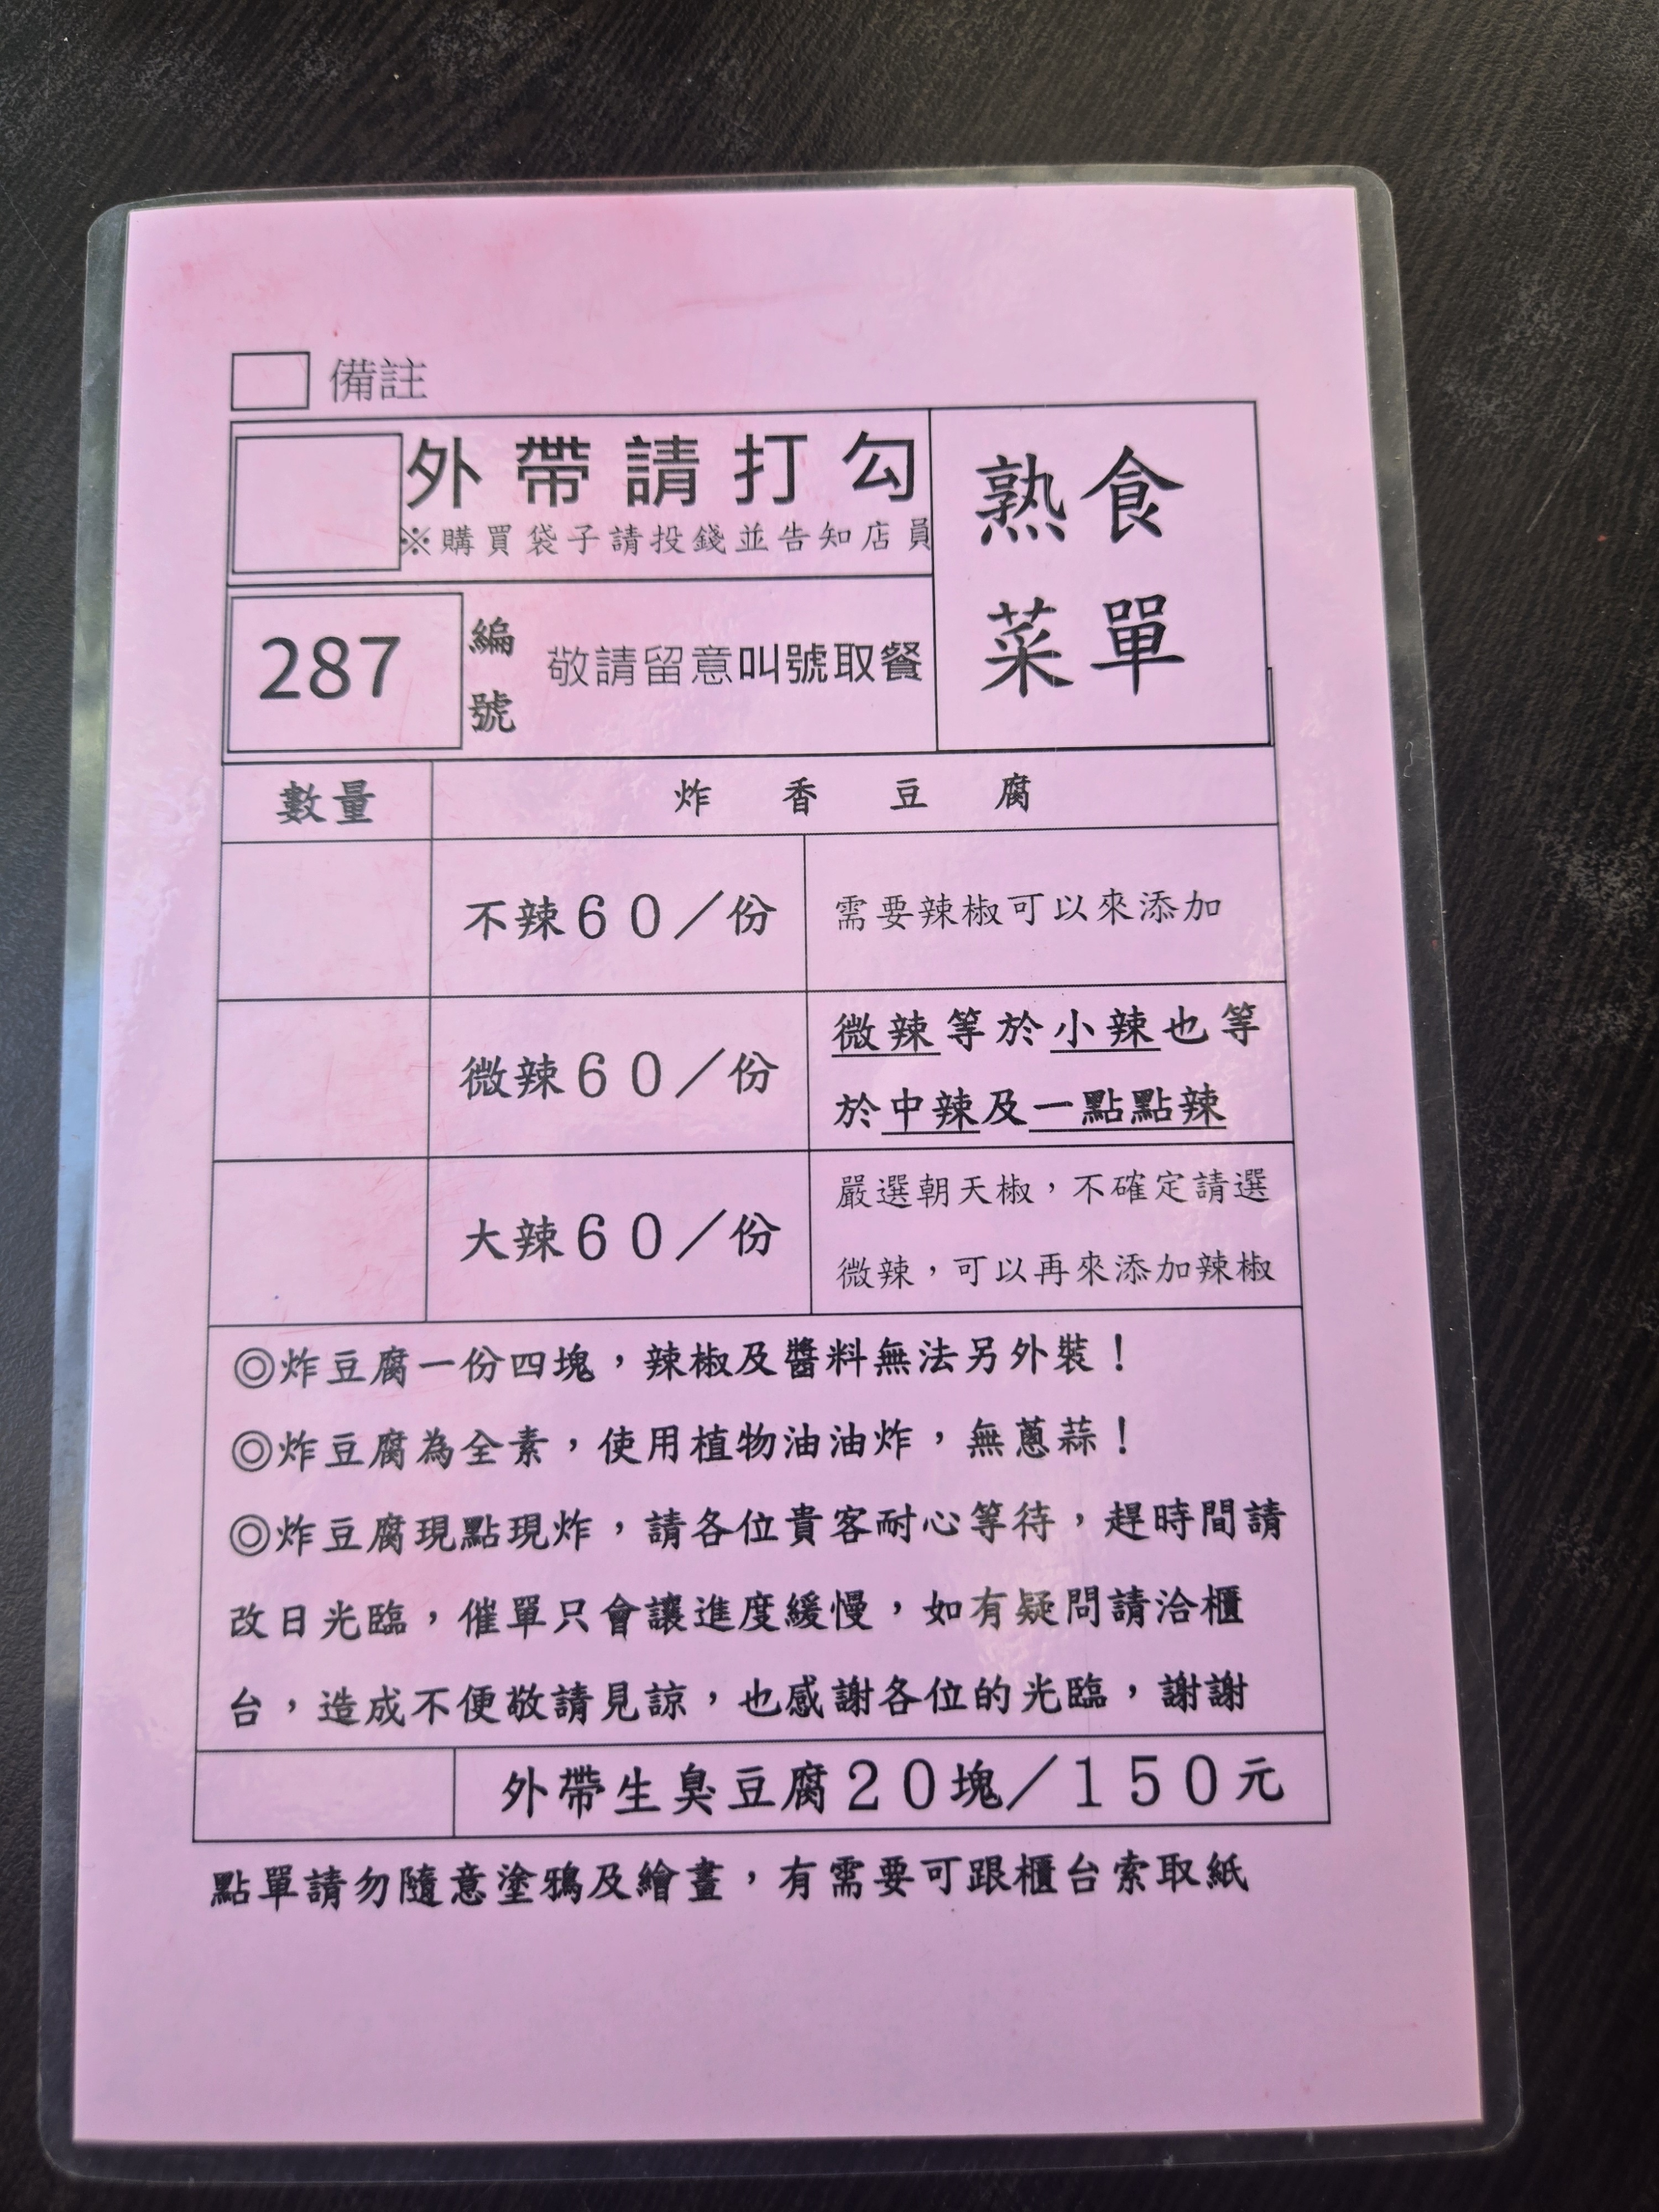 備註
外帶請打勾
※購買袋子請投錢並告知店員
熟食
菜單
287
編號
敬請留意叫號取餐
數量
炸香豆腐
不辣60／份
需要辣椒可以來添加
微辣60／份
微辣等於小辣也等
於中辣及一點點辣
大辣60／份
嚴選朝天椒，不確定請選
微辣，可以再來添加辣椒
◎炸豆腐一份四塊，辣椒及醬料無法另外裝！
◎炸豆腐為全素，使用植物油油炸，無蔥蒜！
◎炸豆腐現點現炸，請各位貴客耐心等待，趕時間請
改日光臨，催單只會讓進度緩慢，如有疑問請洽櫃
台，造成不便敬請見諒，也感謝各位的光臨，謝謝
外帶生臭豆腐20塊／150元
點單請勿隨意塗鴉及繪畫，有需要可跟櫃台索取紙